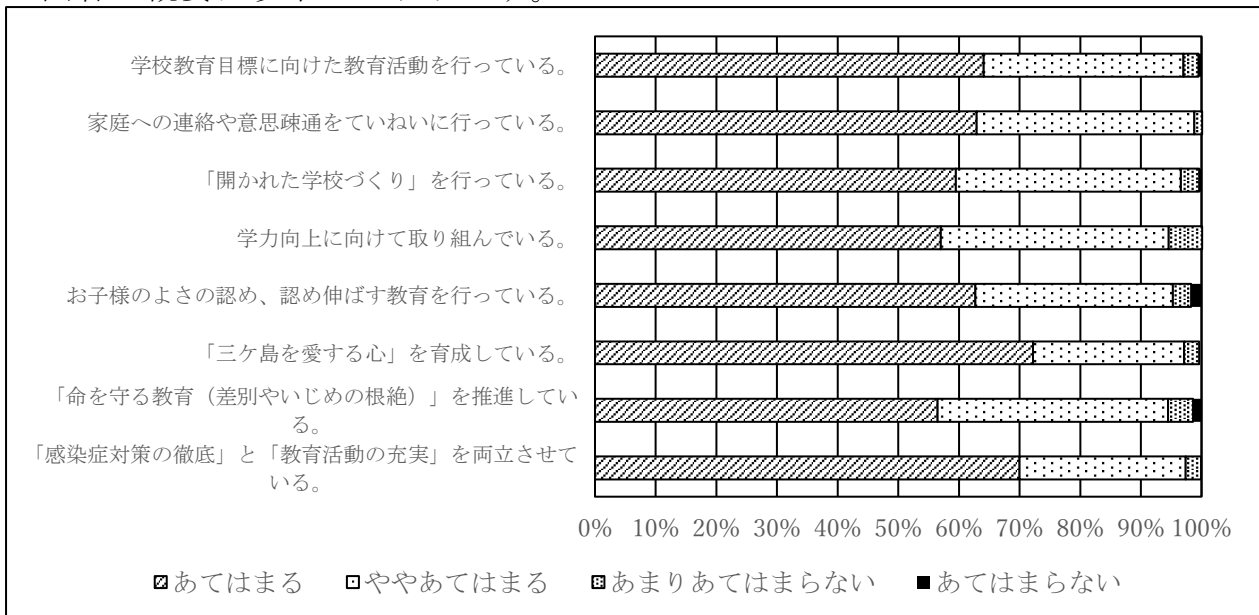 学校教育目標に向けた教育活動を行っている。
家庭への連絡や意思疎通をていねいに行っている。
「開かれた学校づくり」を行っている。
学力向上に向けて取り組んでいる。
お子様のよさの認め、認め伸ばす教育を行っている。
「三ケ島を愛する心」を育成している。
「命を守る教育（差別やいじめの根絶）」を推進してい
る。
「感染症対策の徹底」と「教育活動の充実」を両立させて
いる。
0% 10% 20% 30% 40% 50% 60% 70% 80% 90% 100%
あてはまる ややあてはまる あまりあてはまらない あてはまらない